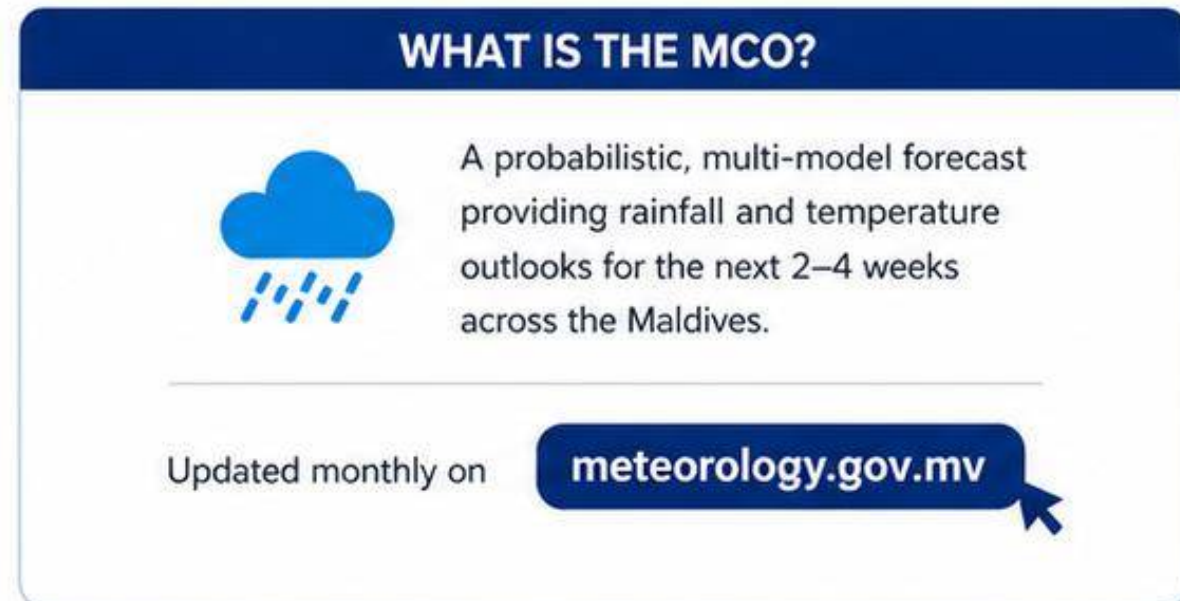 WHAT IS THE MCO?
A probabilistic, multi-model forecast
providing rainfall and temperature
outlooks for the next 2–4 weeks
across the Maldives.
Updated monthly on
meteorology.gov.mv